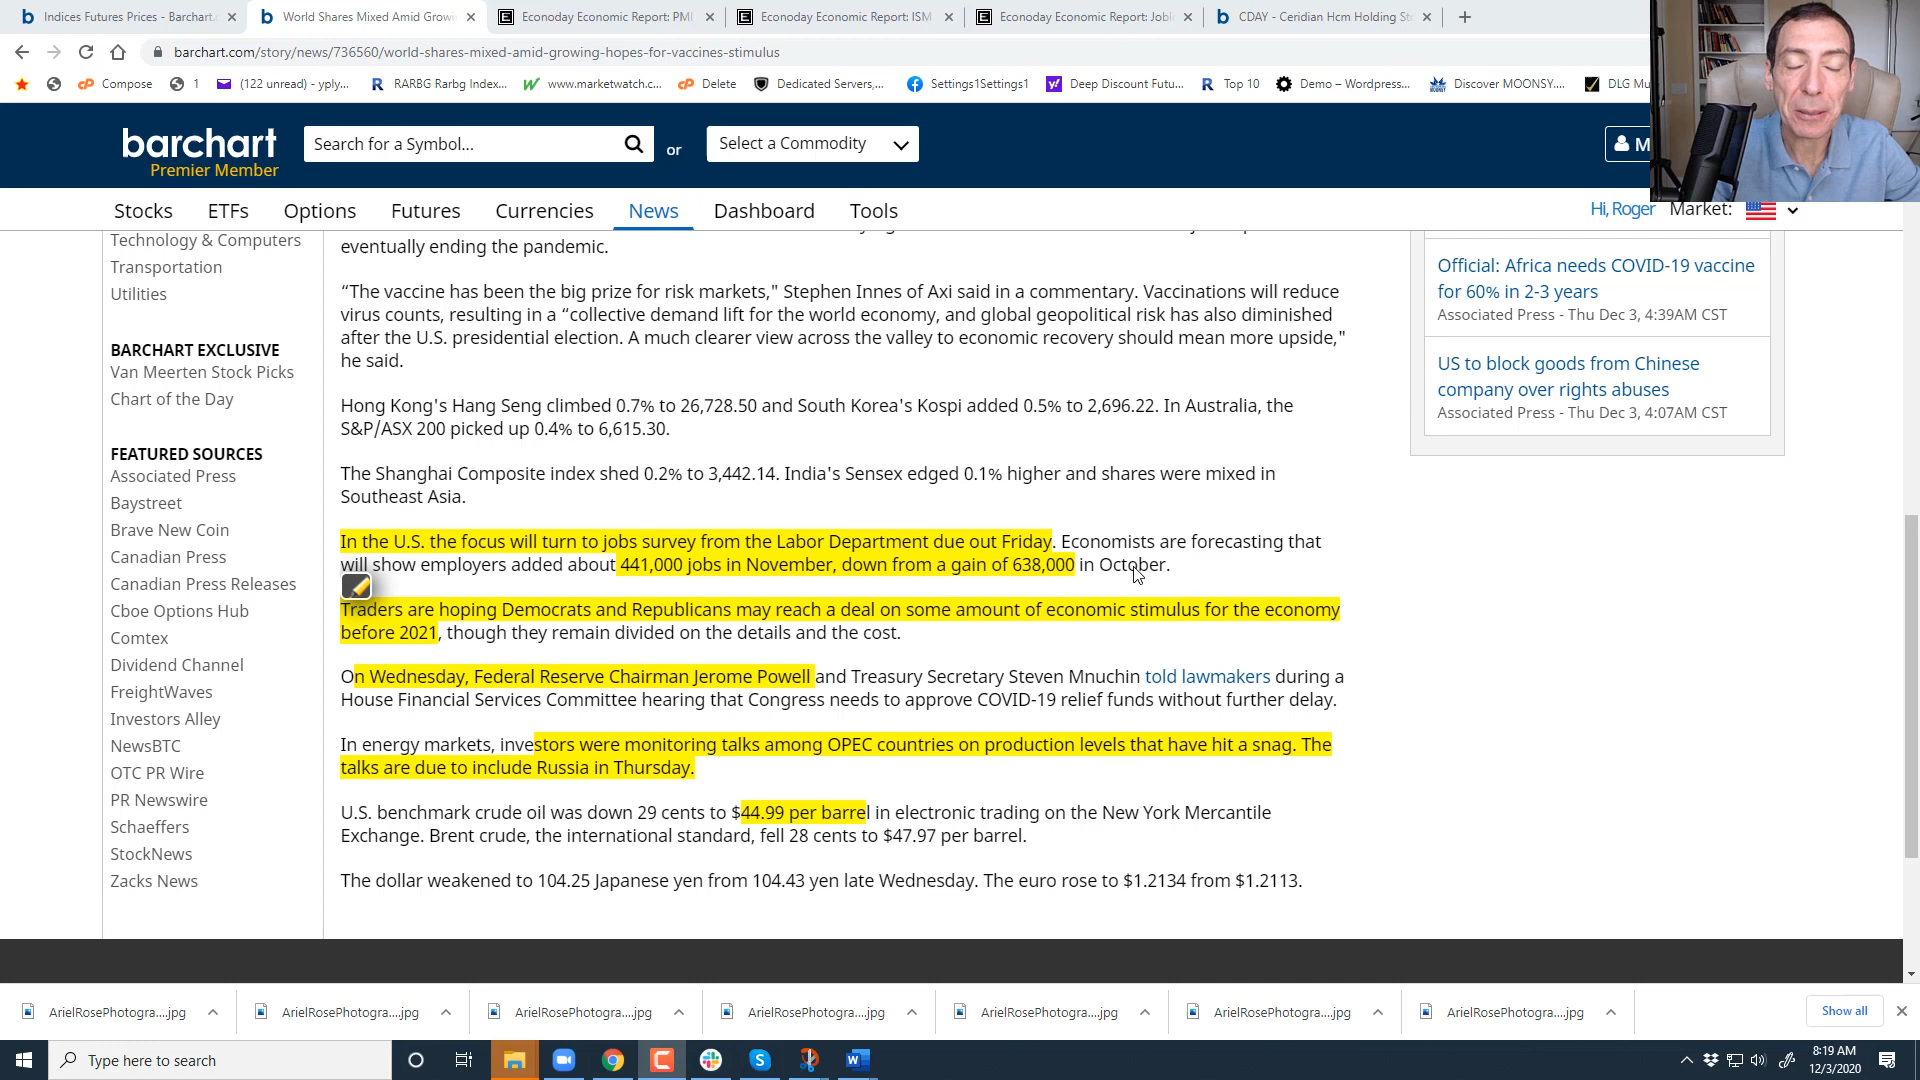 Indices Futures Prices - Barchart.
World Shares Mixed Amid Growi
Econoday Economic Report: PMI
Econoday Economic Report: ISM
Econoday Economic Report: Jobl
CDAY - Ceridian Hcm Holding St
barchart.com/story/news/736560/world-shares-mixed-amid-growing-hopes-for-vaccines-stimulus
Compose
1
(122 unread) - yply...
RARBG Rarbg Index...
www.marketwatch.c...
Delete
Dedicated Servers,...
Settings1Settings1
Deep Discount Futu...
Top 10
Demo – Wordpress...
Discover MOONSY....
DLG Mu
barchart
Premier Member
Search for a Symbol...
or
Select a Commodity
M
Stocks
ETFs
Options
Futures
Currencies
News
Dashboard
Tools
Hi, Roger
Market:
Technology & Computers
Transportation
Utilities
BARCHART EXCLUSIVE
Van Meerten Stock Picks
Chart of the Day
FEATURED SOURCES
Associated Press
Baystreet
Brave New Coin
Canadian Press
Canadian Press Releases
Cboe Options Hub
Comtex
Dividend Channel
FreightWaves
Investors Alley
NewsBTC
OTC PR Wire
PR Newswire
Schaeffers
StockNews
Zacks News
eventually ending the pandemic.
“The vaccine has been the big prize for risk markets," Stephen Innes of Axi said in a commentary. Vaccinations will reduce
virus counts, resulting in a “collective demand lift for the world economy, and global geopolitical risk has also diminished
after the U.S. presidential election. A much clearer view across the valley to economic recovery should mean more upside,"
he said.
Hong Kong's Hang Seng climbed 0.7% to 26,728.50 and South Korea's Kospi added 0.5% to 2,696.22. In Australia, the
S&P/ASX 200 picked up 0.4% to 6,615.30.
The Shanghai Composite index shed 0.2% to 3,442.14. India's Sensex edged 0.1% higher and shares were mixed in
Southeast Asia.
In the U.S. the focus will turn to jobs survey from the Labor Department due out Friday. Economists are forecasting that
will show employers added about 441,000 jobs in November, down from a gain of 638,000 in October.
Traders are hoping Democrats and Republicans may reach a deal on some amount of economic stimulus for the economy
before 2021, though they remain divided on the details and the cost.
On Wednesday, Federal Reserve Chairman Jerome Powell and Treasury Secretary Steven Mnuchin told lawmakers during a
House Financial Services Committee hearing that Congress needs to approve COVID-19 relief funds without further delay.
In energy markets, investors were monitoring talks among OPEC countries on production levels that have hit a snag. The
talks are due to include Russia in Thursday.
U.S. benchmark crude oil was down 29 cents to $44.99 per barrel in electronic trading on the New York Mercantile
Exchange. Brent crude, the international standard, fell 28 cents to $47.97 per barrel.
The dollar weakened to 104.25 Japanese yen from 104.43 yen late Wednesday. The euro rose to $1.2134 from $1.2113.
Official: Africa needs COVID-19 vaccine
for 60% in 2-3 years
Associated Press - Thu Dec 3, 4:39AM CST
US to block goods from Chinese
company over rights abuses
Associated Press - Thu Dec 3, 4:07AM CST
ArielRosePhotogra....jpg
ArielRosePhotogra....jpg
ArielRosePhotogra....jpg
ArielRosePhotogra....jpg
ArielRosePhotogra....jpg
ArielRosePhotogra....jpg
ArielRosePhotogra....jpg
Show all
Type here to search
8:19 AM
12/3/2020